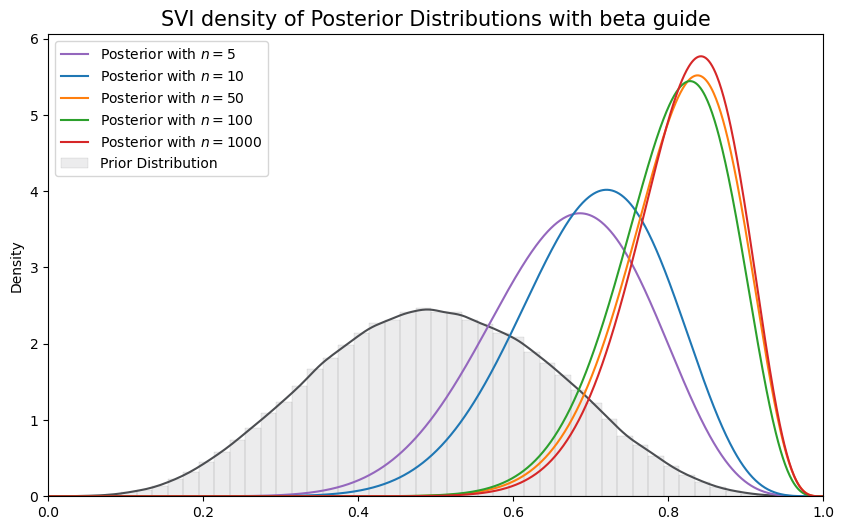 SVI density of Posterior Distributions with beta guide
Posterior with n = 5
Posterior with n = 10
Posterior with n = 50
Posterior with n = 100
Posterior with n = 1000
Prior Distribution
Density
6
5
4
3
2
1
0
0.0 0.2 0.4 0.6 0.8 1.0